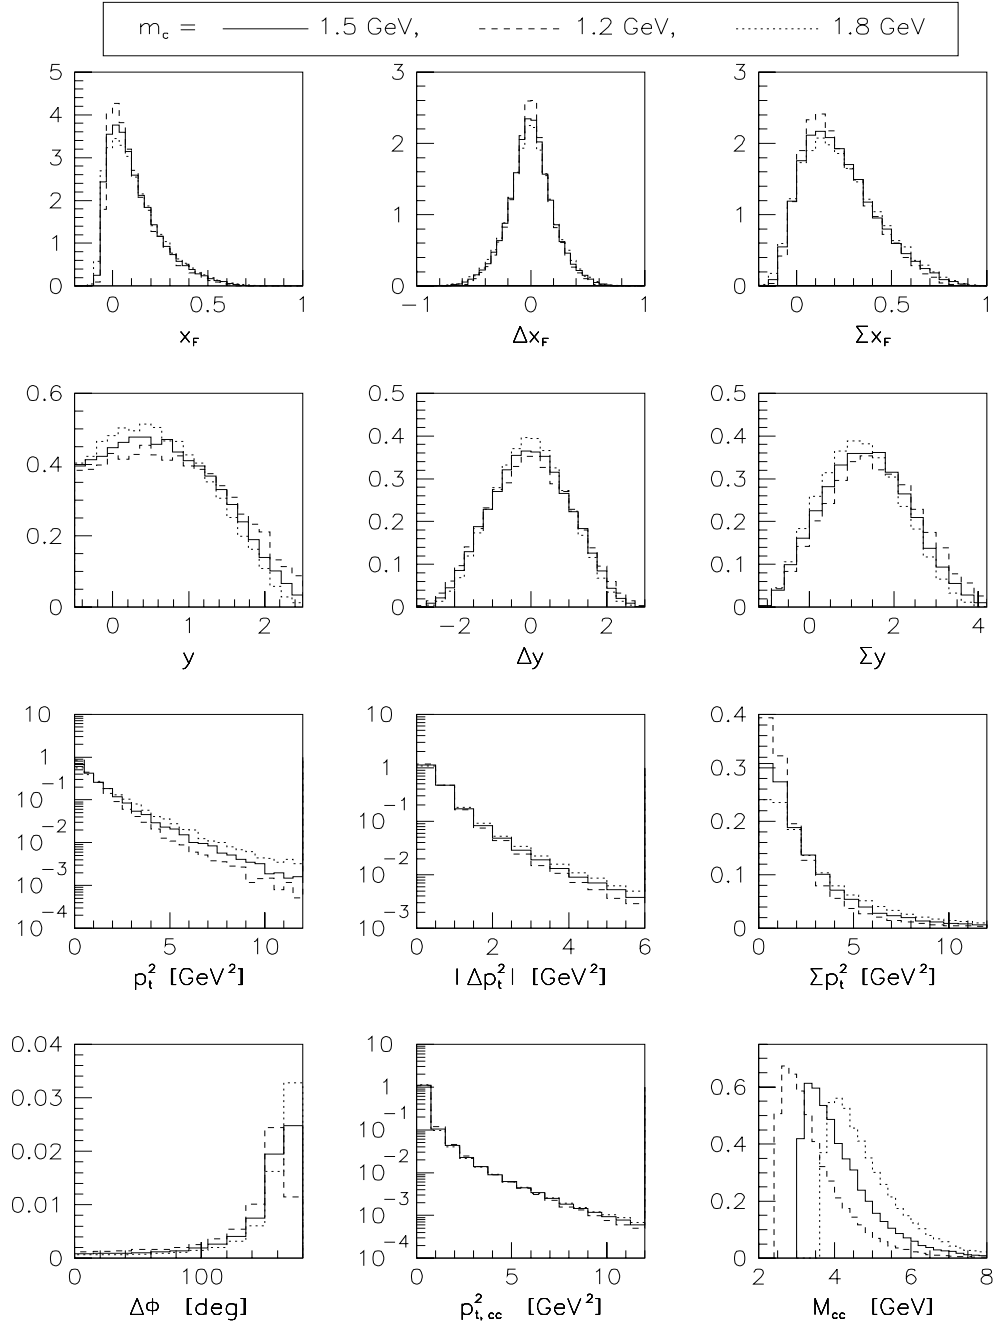 m_c = 1.5 GeV, 1.2 GeV, 1.8 GeV
5 4 3 2 1 0
0 0.5 1
x_F
3 2 1 0
−1 0 1
Δx_F
3 2 1 0
0 0.5 1
Σx_F
0.6 0.4 0.2 0
0 1 2
y
0.5 0.4 0.3 0.2 0.1 0
−2 0 2
Δy
0.5 0.4 0.3 0.2 0.1 0
0 2 4
Σy
10 1 10^−1 10^−2 10^−3 10^−4
0 5 10
p_t^2 [GeV^2]
10 1 10^−1 10^−2 10^−3
0 2 4 6
|Δp_t^2| [GeV^2]
0.4 0.3 0.2 0.1 0
0 5 10
Σp_t^2 [GeV^2]
0.04 0.03 0.02 0.01 0
0 100
ΔΦ [deg]
10 1 10^−1 10^−2 10^−3 10^−4
0 5 10
p_{t,cc}^2 [GeV^2]
0.6 0.4 0.2 0
2 4 6 8
M_cc [GeV]